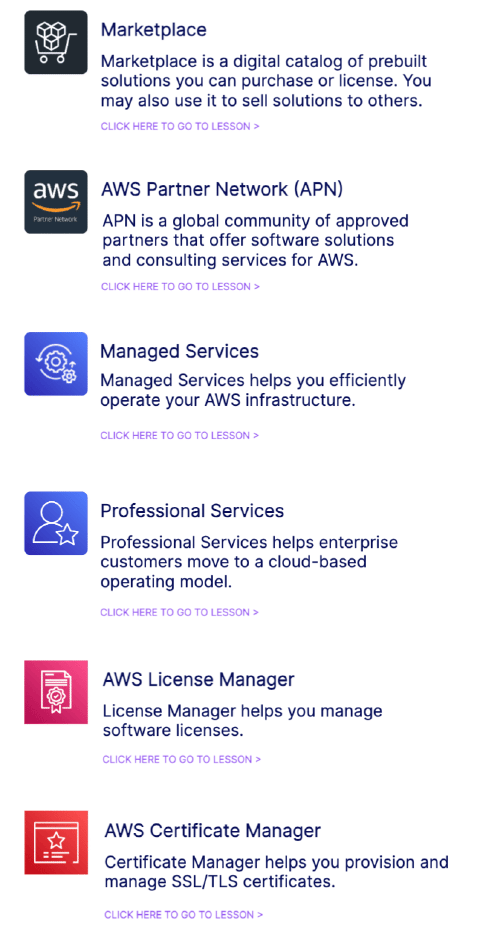 Marketplace
Marketplace is a digital catalog of prebuilt
solutions you can purchase or license. You
may also use it to sell solutions to others.
CLICK HERE TO GO TO LESSON >
aws
Partner Network
AWS Partner Network (APN)
APN is a global community of approved
partners that offer software solutions
and consulting services for AWS.
CLICK HERE TO GO TO LESSON >
Managed Services
Managed Services helps you efficiently
operate your AWS infrastructure.
CLICK HERE TO GO TO LESSON >
Professional Services
Professional Services helps enterprise
customers move to a cloud-based
operating model.
CLICK HERE TO GO TO LESSON >
AWS License Manager
License Manager helps you manage
software licenses.
CLICK HERE TO GO TO LESSON >
AWS Certificate Manager
Certificate Manager helps you provision and
manage SSL/TLS certificates.
CLICK HERE TO GO TO LESSON >